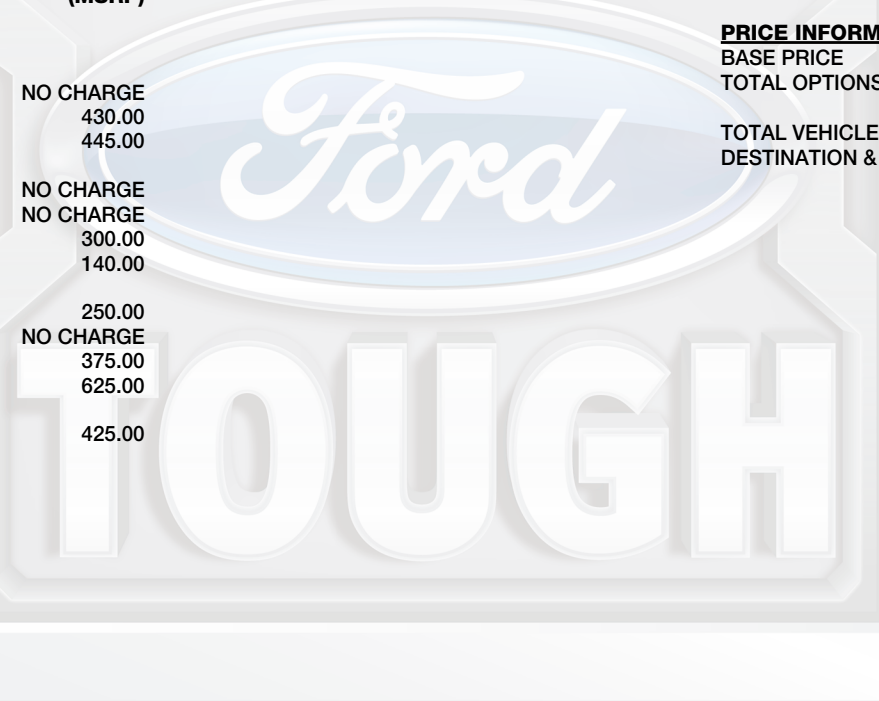 (MSRP)
NO CHARGE
430.00
445.00
NO CHARGE
NO CHARGE
300.00
140.00
250.00
NO CHARGE
375.00
625.00
425.00
PRICE INFORM
BASE PRICE
TOTAL OPTIONS
TOTAL VEHICLE
DESTINATION &
Ford
TOUGH